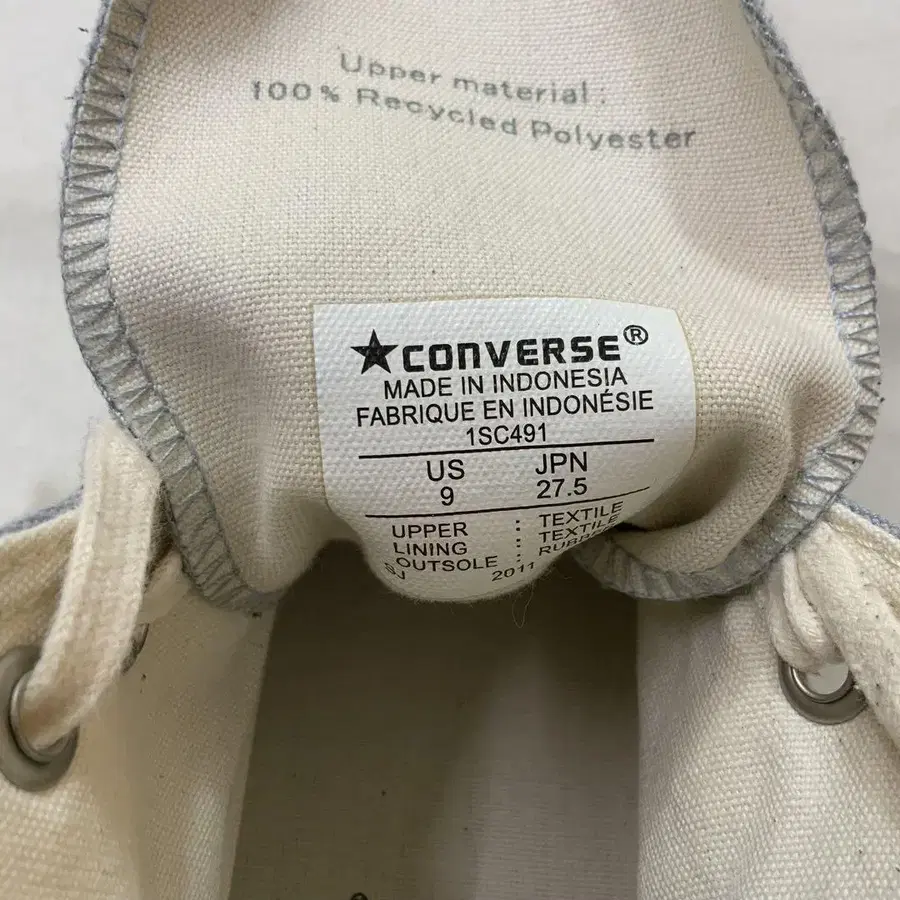 Upper material :
100% Recycled Polyester
★CONVERSE®
MADE IN INDONESIA
FABRIQUE EN INDONÉSIE
1SC491
US JPN
9 27.5
UPPER : TEXTILE
LINING : TEXTILE
OUTSOLE :
2011